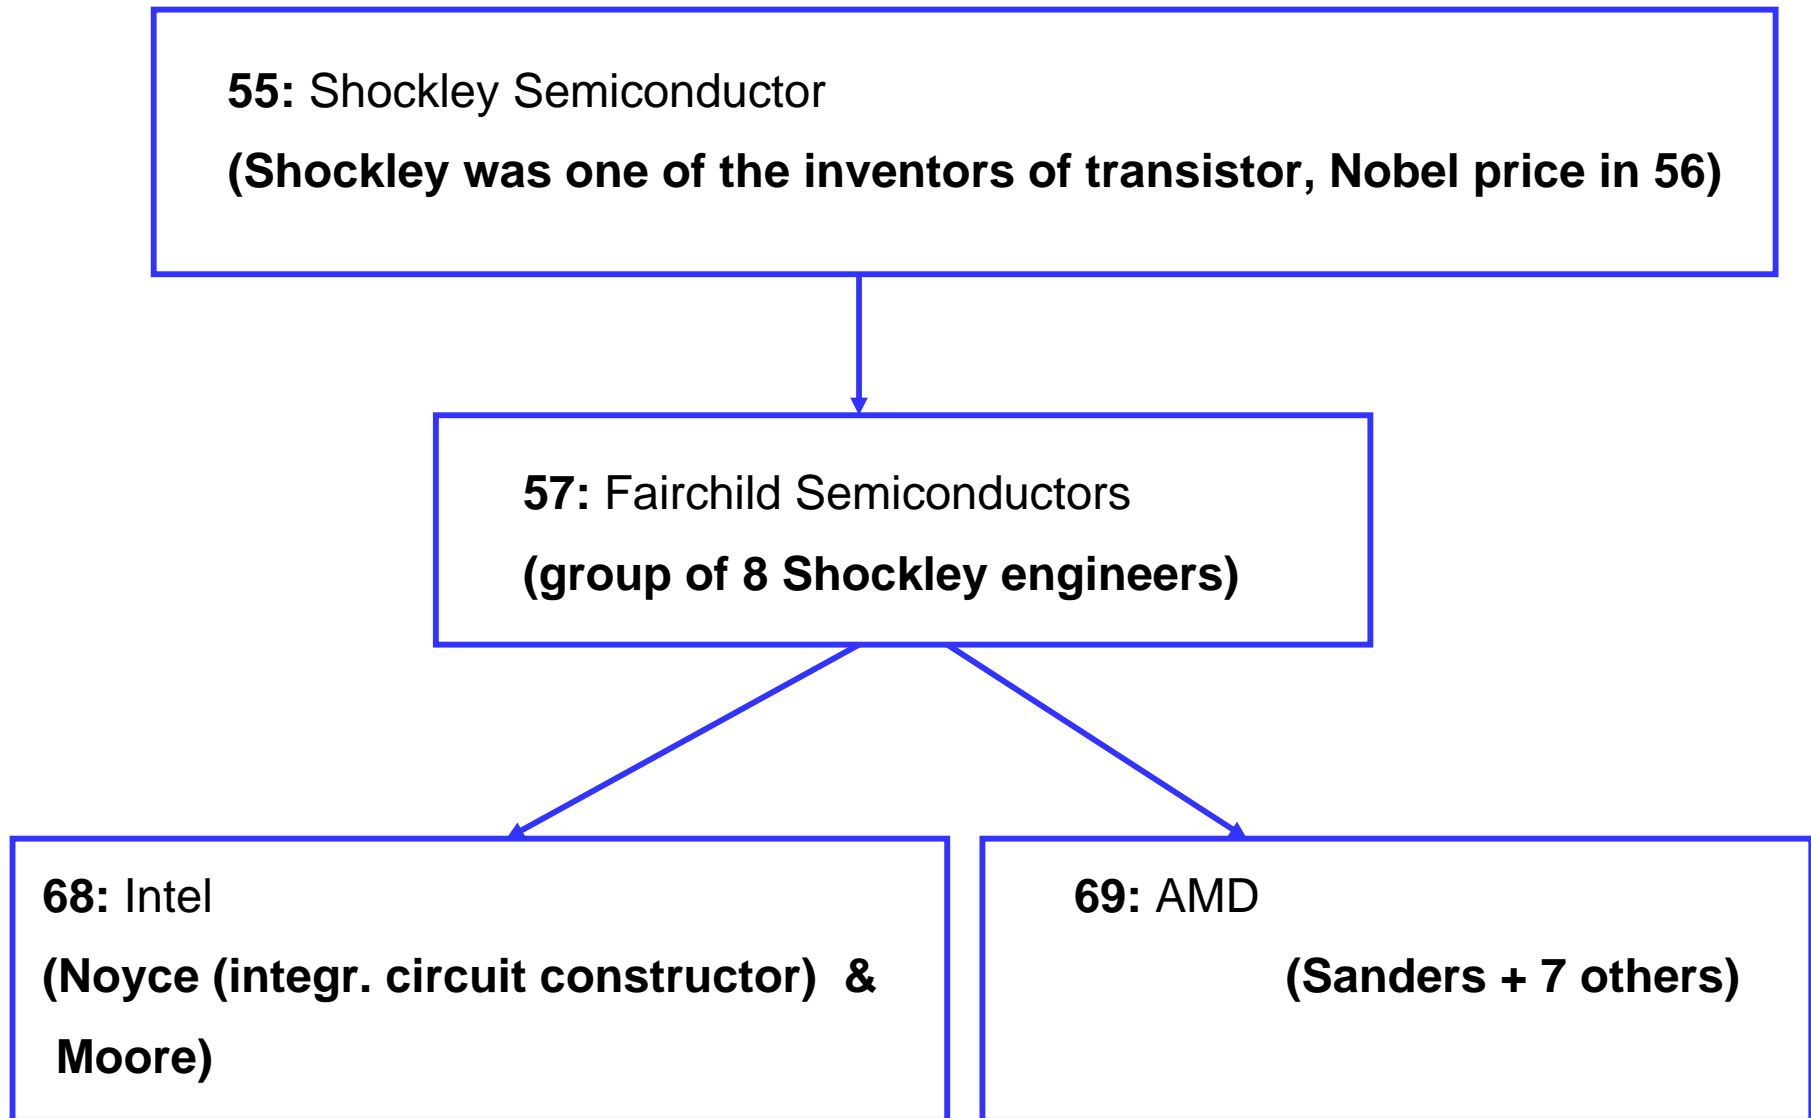 55: Shockley Semiconductor
(Shockley was one of the inventors of transistor, Nobel price in 56)
57: Fairchild Semiconductors
(group of 8 Shockley engineers)
68: Intel
(Noyce (integr. circuit constructor)  &
Moore)
69: AMD
(Sanders + 7 others)